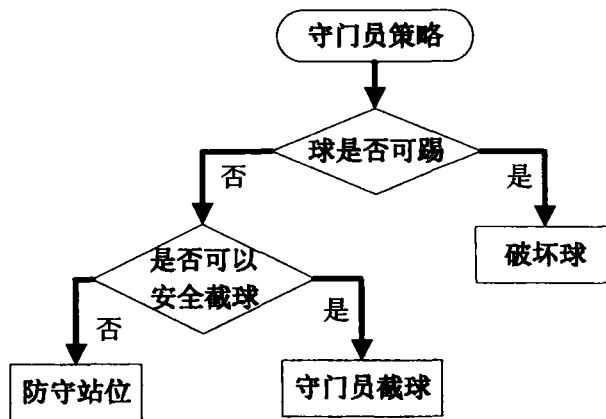 守门员策略
球是否可踢
否
是
是否可以
安全截球
破坏球
否
是
防守站位
守门员截球